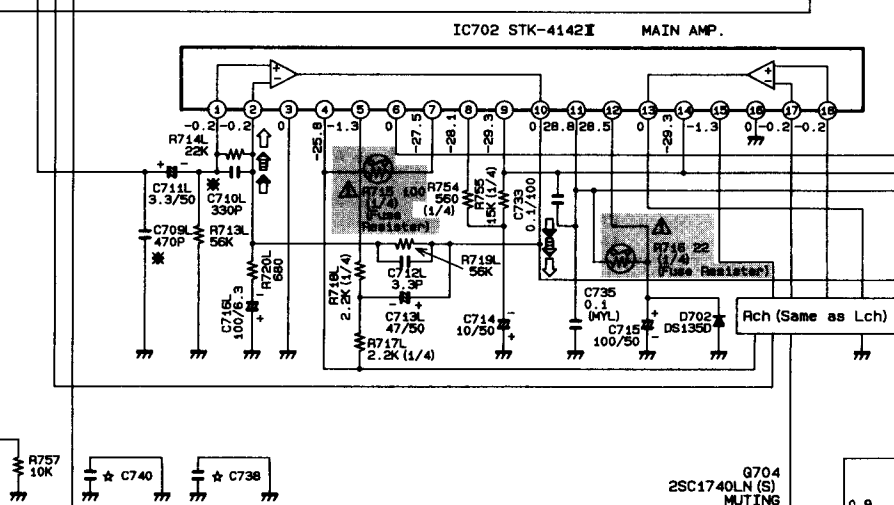 IC702 STK-4142Ⅱ MAIN AMP.
1 2 3 4 5 6 7 8 9 10 11 12 13 14 15 16 17 18
-0.2 -0.2 0 -25.8 -1.3 0 -27.5 -28.1 -29.3 0 28.8 28.5 0 -29.3 -1.3 0 -0.2 -0.2
R714L
22K
C711L
3.3/50
※
C710L
330P
C709L
470P
※
R713L
56K
R720L
680
C716L
100/6.3
R715 100
(1/4)
(Fuse
Resister)
R754
560
(1/4)
R755
15K(1/4)
C733
0.1/100
R716 22
(1/4)
(Fuse Resister)
R719L
56K
C712L
3.3P
R718L
2.2K(1/4)
C713L
47/50
R717L
2.2K(1/4)
C714
10/50
C735
0.1
(MYL)
C715
100/50
D702
DS135D
Rch(Same as Lch)
R757
10K
☆ C740
☆ C738
Q704
2SC1740LN(S)
MUTING